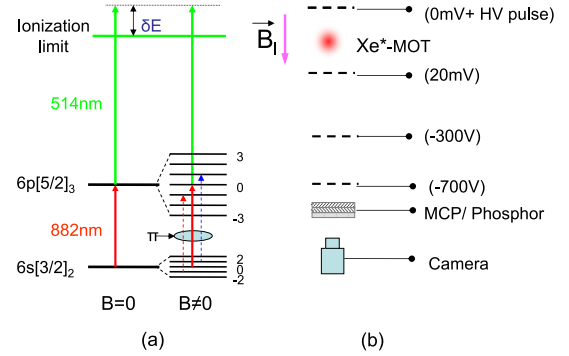 Ionization
limit
δE
514nm
6p[5/2]₃
3
0
-3
882nm
π
6s[3/2]₂
2
0
-2
B=0
B≠0
(a)
B_I
(0mV+ HV pulse)
Xe*-MOT
(20mV)
(-300V)
(-700V)
MCP/ Phosphor
Camera
(b)